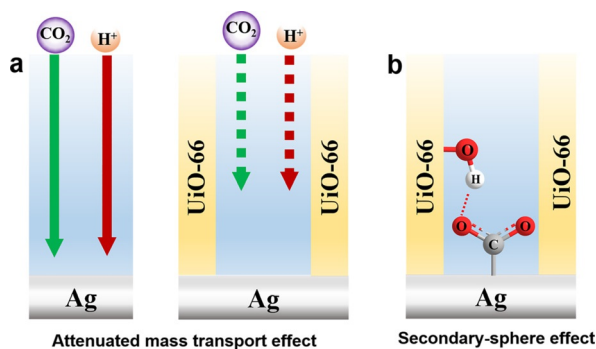 a
CO2
H+
Ag
CO2
H+
UiO-66
UiO-66
Ag
Attenuated mass transport effect
b
UiO-66
UiO-66
O
H
O
C
O
Ag
Secondary-sphere effect